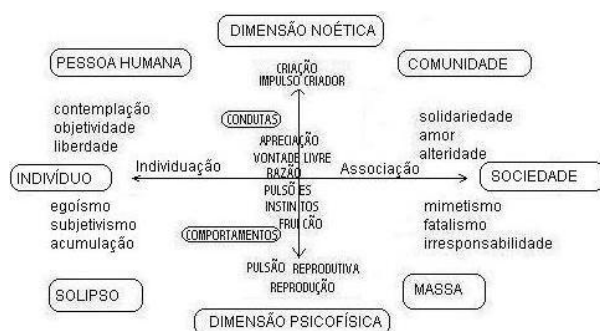 DIMENSÃO NOÉTICA
PESSOA HUMANA
COMUNIDADE
CRIAÇÃO
IMPULSO CRIADOR
contemplação
objetividade
liberdade
CONDUTAS
solidariedade
amor
alteridade
APRECIAÇÃO
VONTADE LIVRE
RAZÃO
Individuação
Associação
INDIVÍDUO
SOCIEDADE
PULSÕES
INSTINTOS
FRUIÇÃO
egoísmo
subjetivismo
acumulação
COMPORTAMENTOS
mimetismo
fatalismo
irresponsabilidade
PULSÃO REPRODUTIVA
REPRODUÇÃO
SOLIPSO
MASSA
DIMENSÃO PSICOFÍSICA